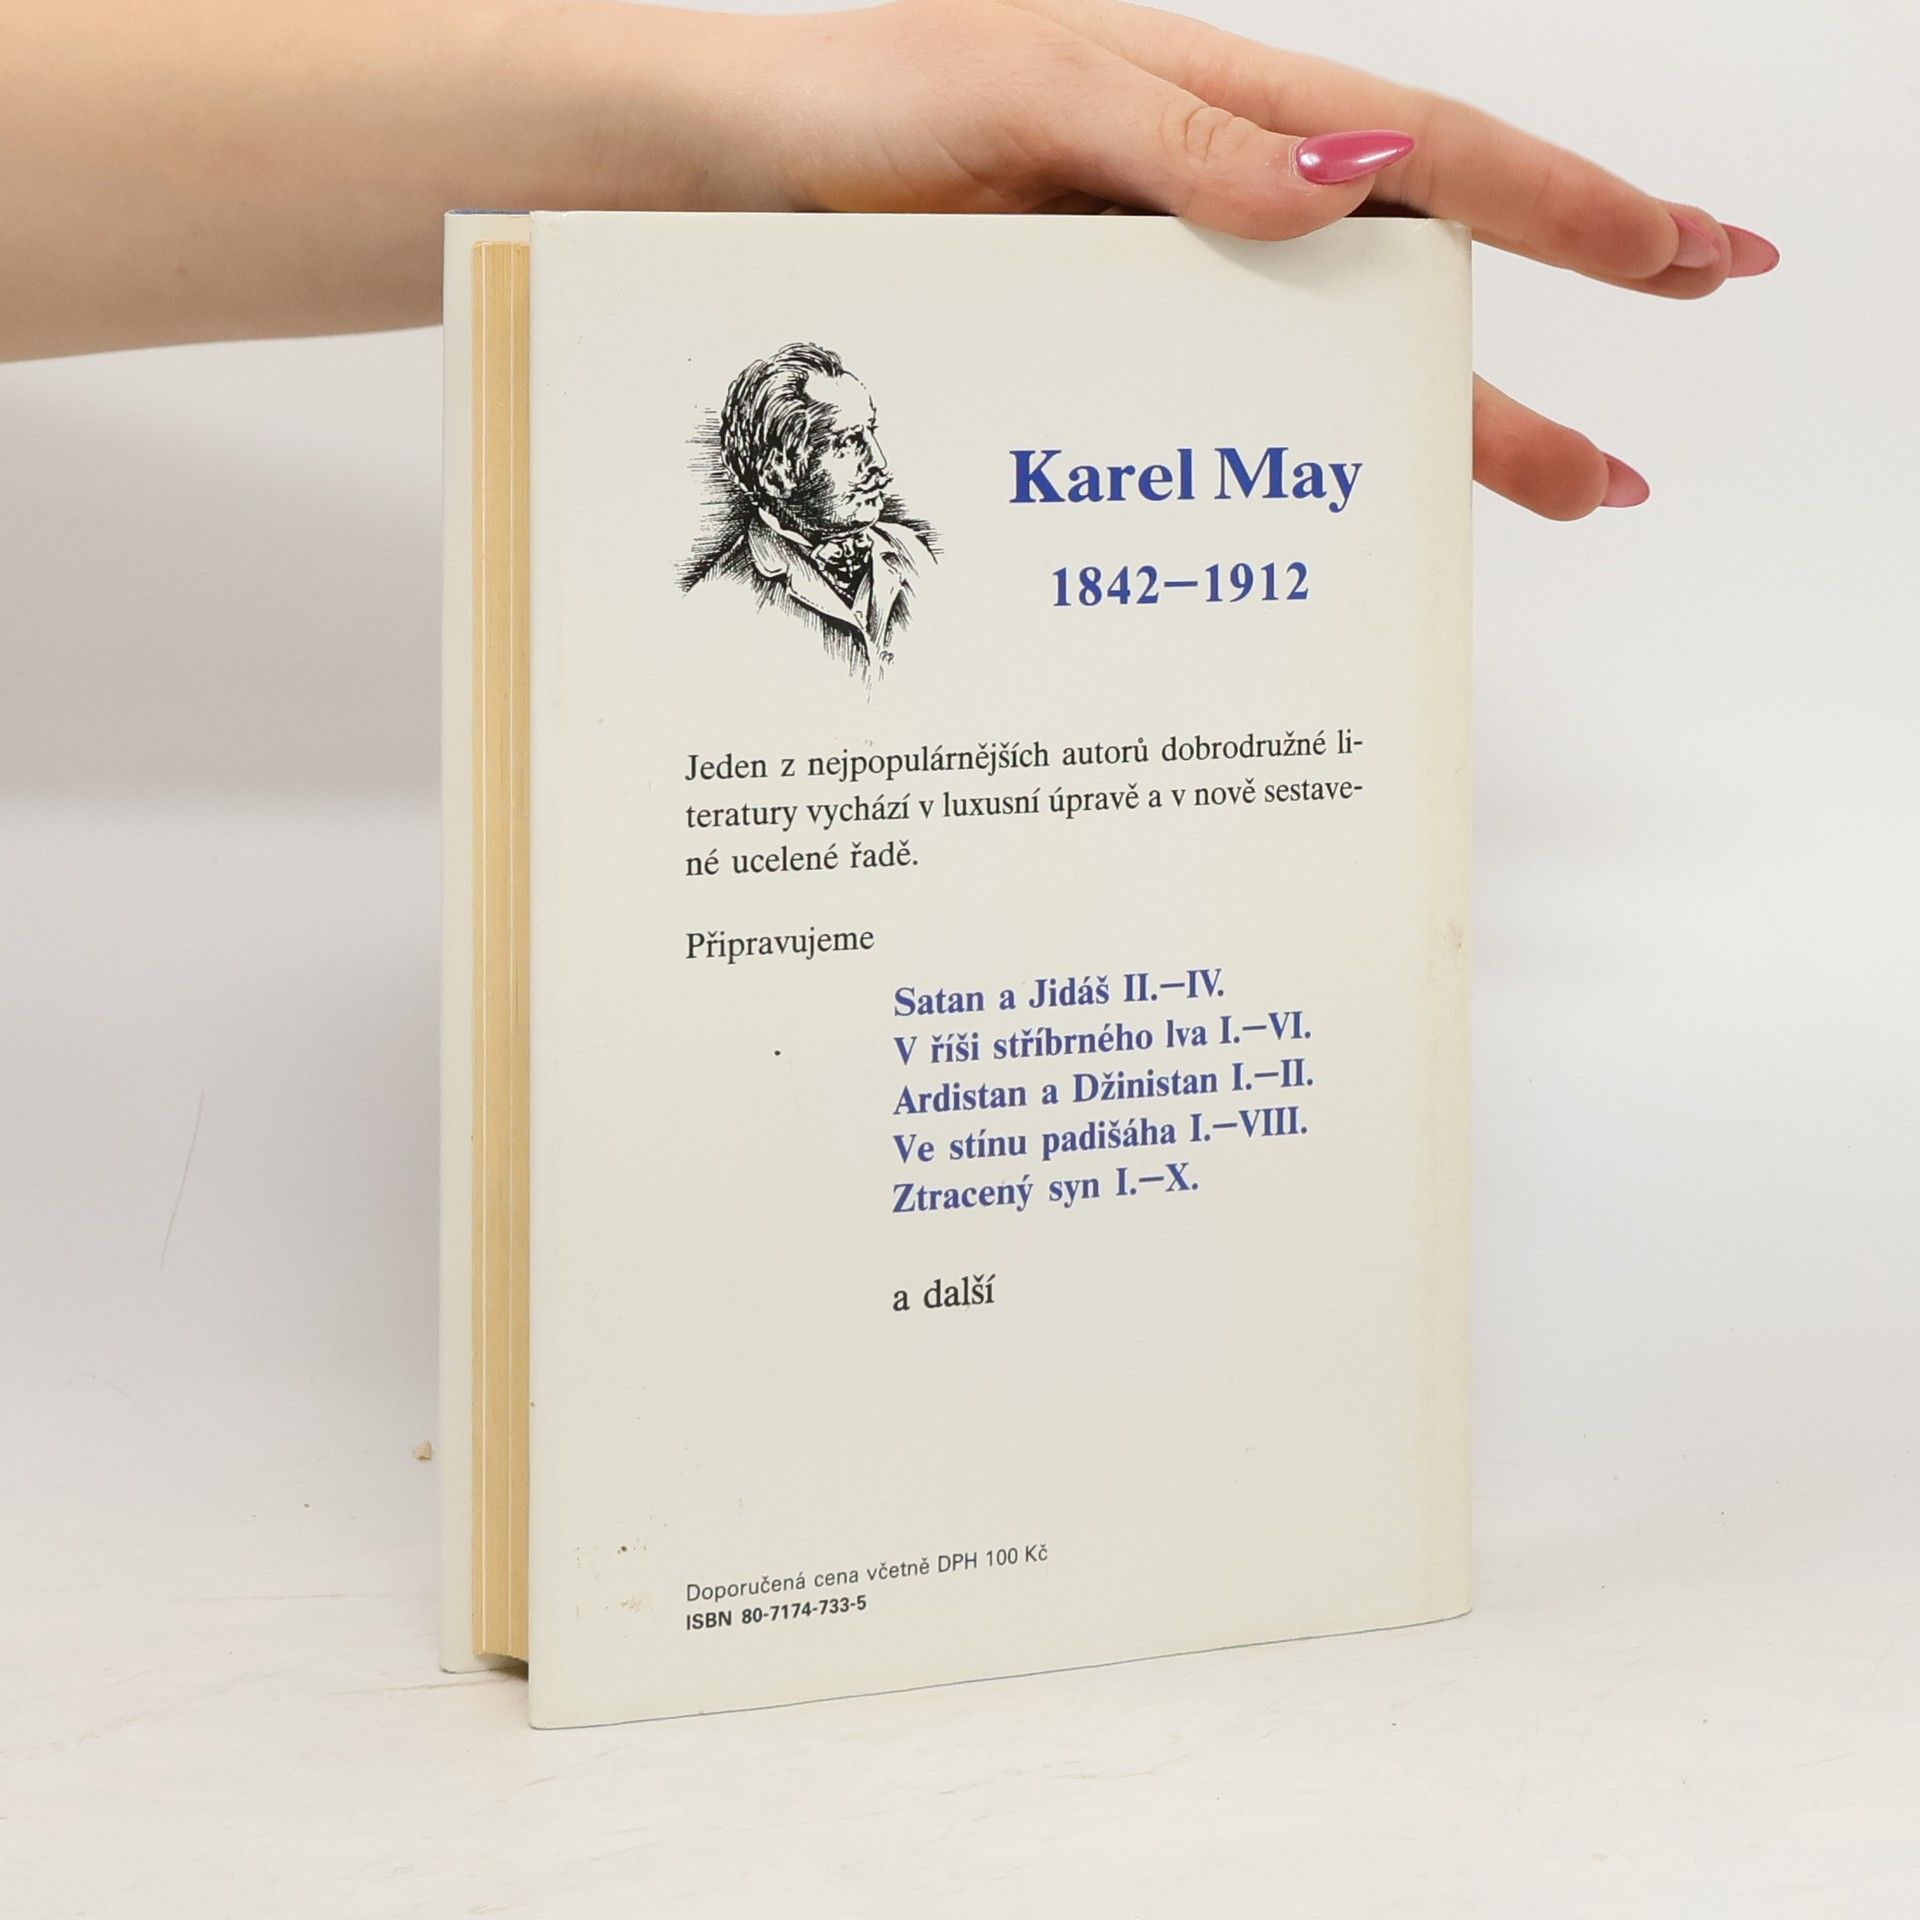 Karel May
1842–1912
Jeden z nejpopulárnějších autorů dobrodružné li-
teratury vychází v luxusní úpravě a v nově sestave-
né ucelené řadě.
Připravujeme
Satan a Jidáš II.–IV.
V říši stříbrného lva I.–VI.
Ardistan a Džinistan I.–II.
Ve stínu padišáha I.–VIII.
Ztracený syn I.–X.
a další
Doporučená cena včetně DPH 100 Kč
ISBN 80-7174-733-5